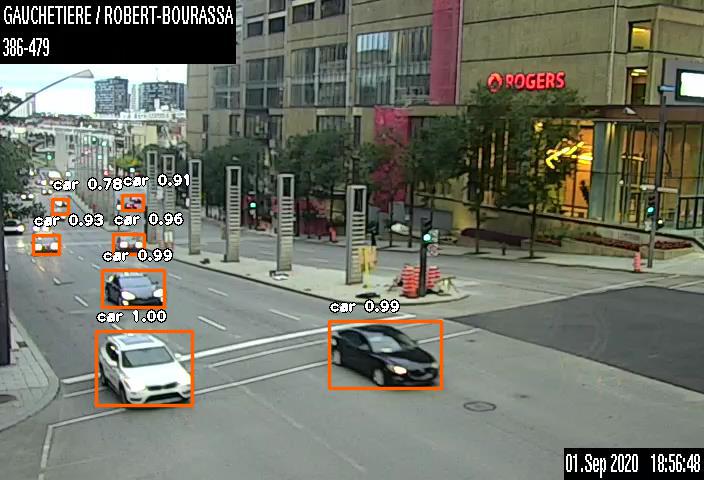 GAUCHETIERE / ROBERT-BOURASSA
386-479
ROGERS
car 0.78
car 0.91
car 0.93
car 0.96
car 0.99
car 1.00
car 0.99
01.Sep 2020 18:56:48